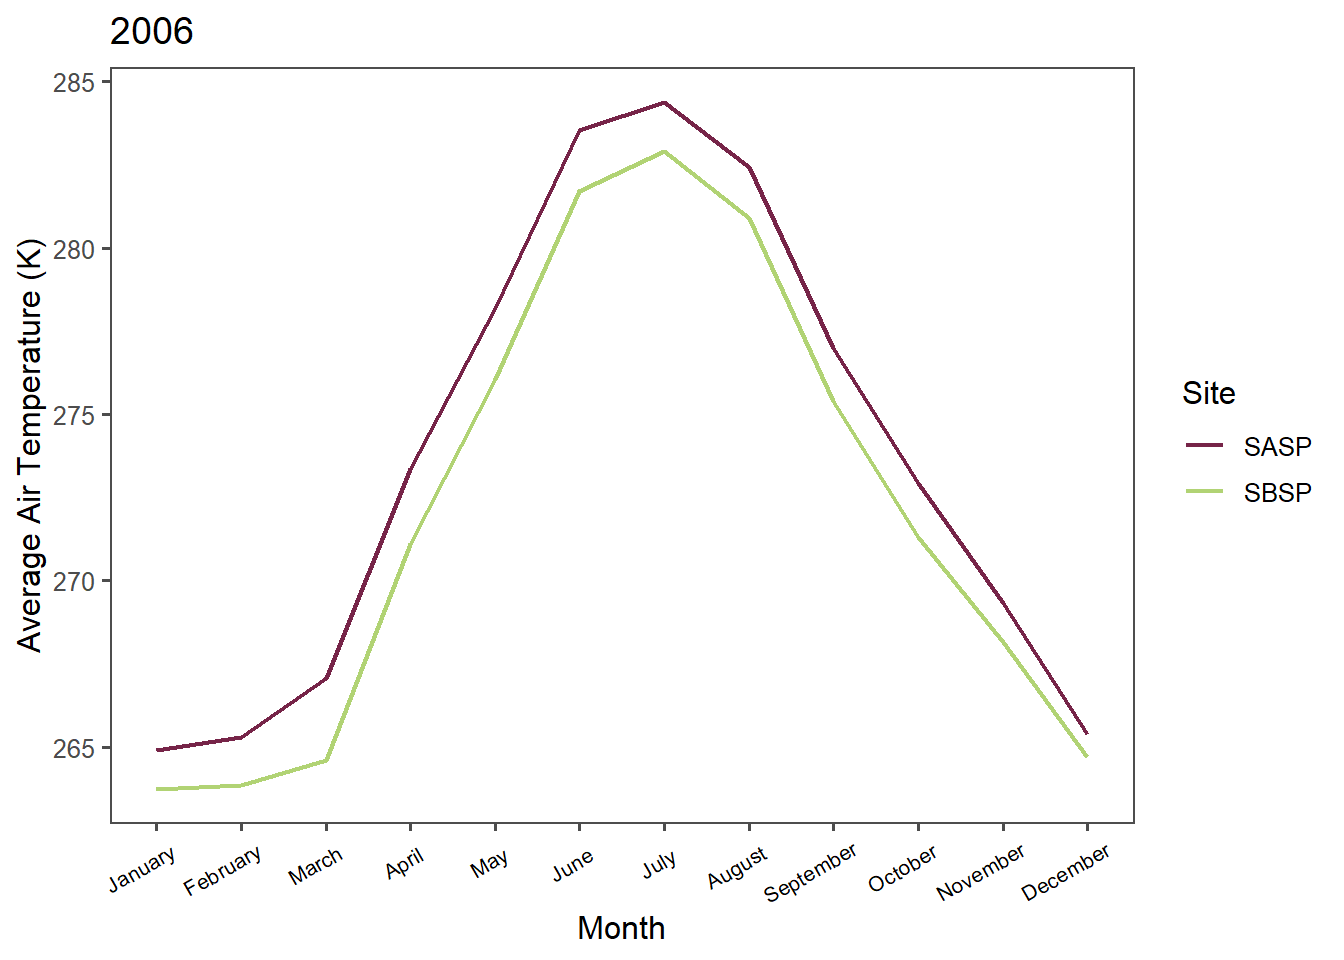 2006
285
280
275
270
265
Average Air Temperature (K)
January
February
March
April
May
June
July
August
September
October
November
December
Month
Site
SASP
SBSP